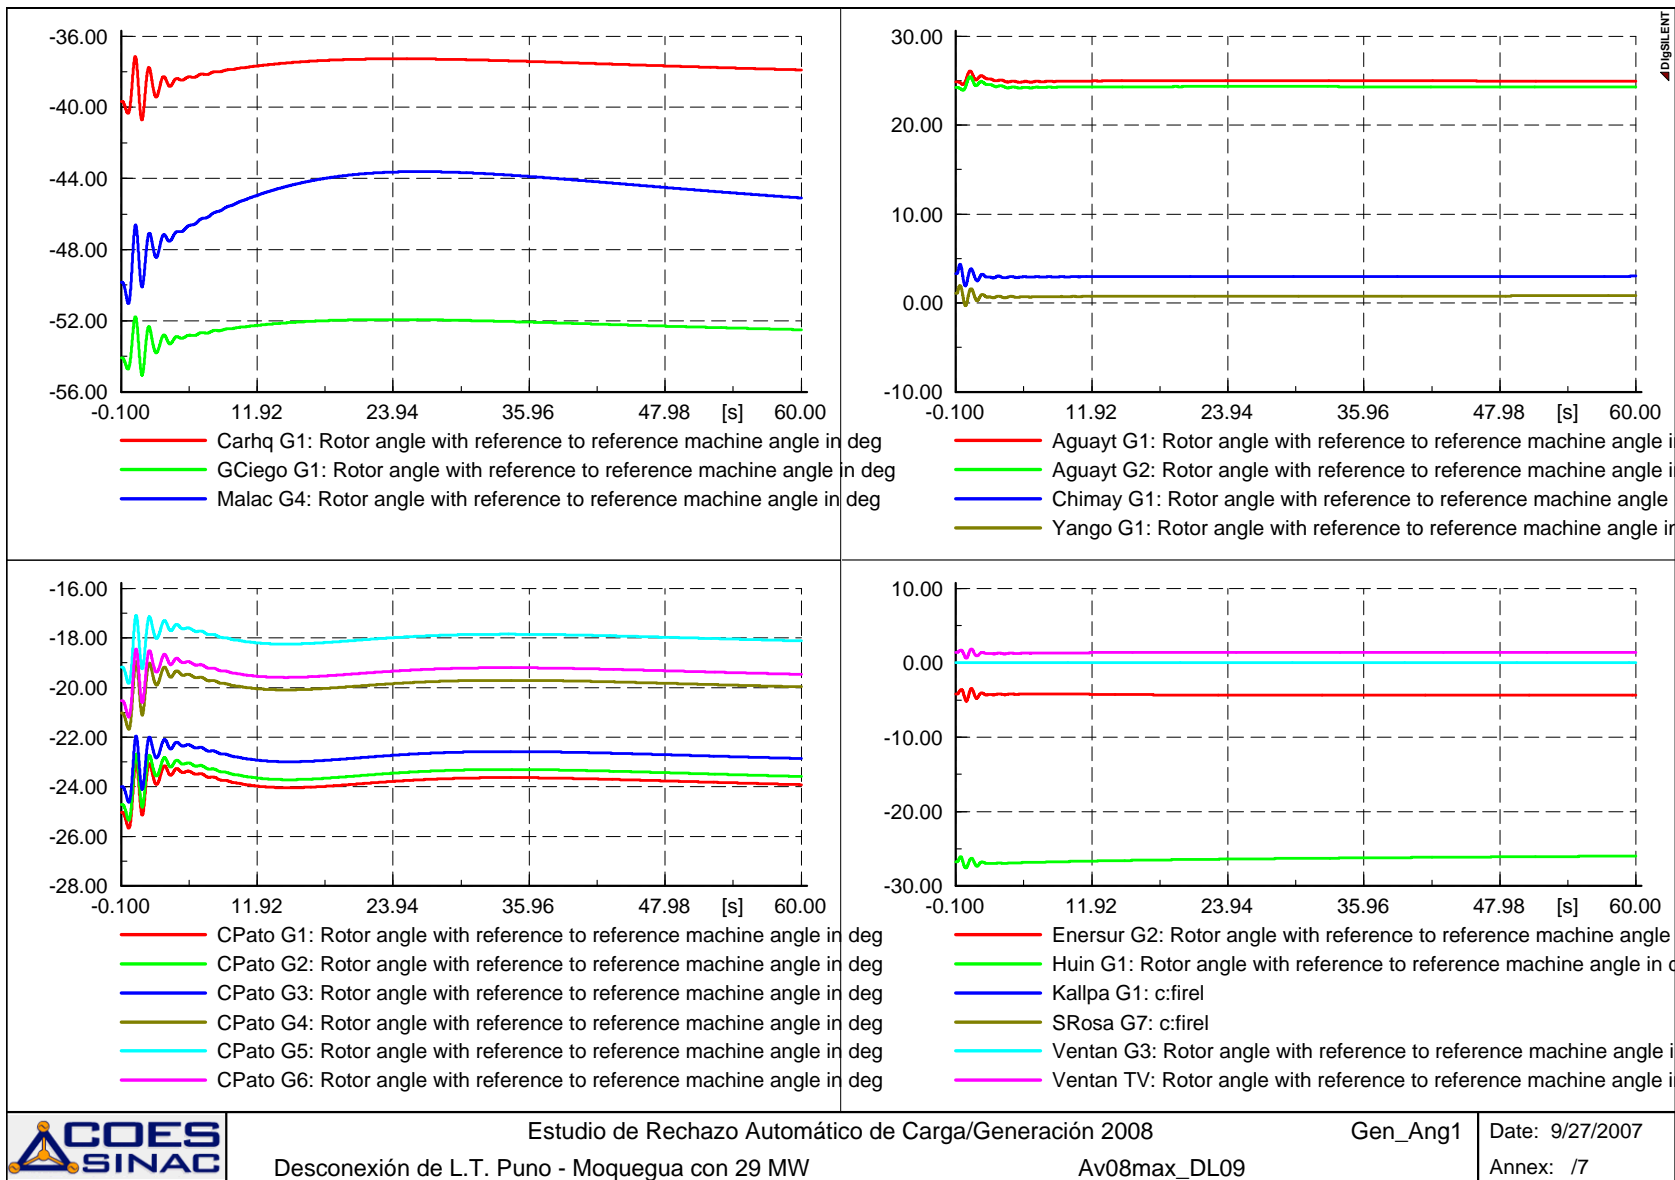 -36.00
-40.00
-44.00
-48.00
-52.00
-56.00
-0.100 11.92 23.94 35.96 47.98 [s] 60.00
Carhq G1: Rotor angle with reference to reference machine angle in deg
GCiego G1: Rotor angle with reference to reference machine angle in deg
Malac G4: Rotor angle with reference to reference machine angle in deg
DIgSILENT
30.00
20.00
10.00
0.00
-10.00
-0.100 11.92 23.94 35.96 47.98 [s] 60.00
Aguayt G1: Rotor angle with reference to reference machine angle i
Aguayt G2: Rotor angle with reference to reference machine angle i
Chimay G1: Rotor angle with reference to reference machine angle
Yango G1: Rotor angle with reference to reference machine angle in
-16.00
-18.00
-20.00
-22.00
-24.00
-26.00
-28.00
-0.100 11.92 23.94 35.96 47.98 [s] 60.00
CPato G1: Rotor angle with reference to reference machine angle in deg
CPato G2: Rotor angle with reference to reference machine angle in deg
CPato G3: Rotor angle with reference to reference machine angle in deg
CPato G4: Rotor angle with reference to reference machine angle in deg
CPato G5: Rotor angle with reference to reference machine angle in deg
CPato G6: Rotor angle with reference to reference machine angle in deg
10.00
0.00
-10.00
-20.00
-30.00
-0.100 11.92 23.94 35.96 47.98 [s] 60.00
Enersur G2: Rotor angle with reference to reference machine angle
Huin G1: Rotor angle with reference to reference machine angle in d
Kallpa G1: c:firel
SRosa G7: c:firel
Ventan G3: Rotor angle with reference to reference machine angle i
Ventan TV: Rotor angle with reference to reference machine angle i
COES
SINAC
Estudio de Rechazo Automático de Carga/Generación 2008 Gen_Ang1
Desconexión de L.T. Puno - Moquegua con 29 MW Av08max_DL09
Date: 9/27/2007
Annex: /7